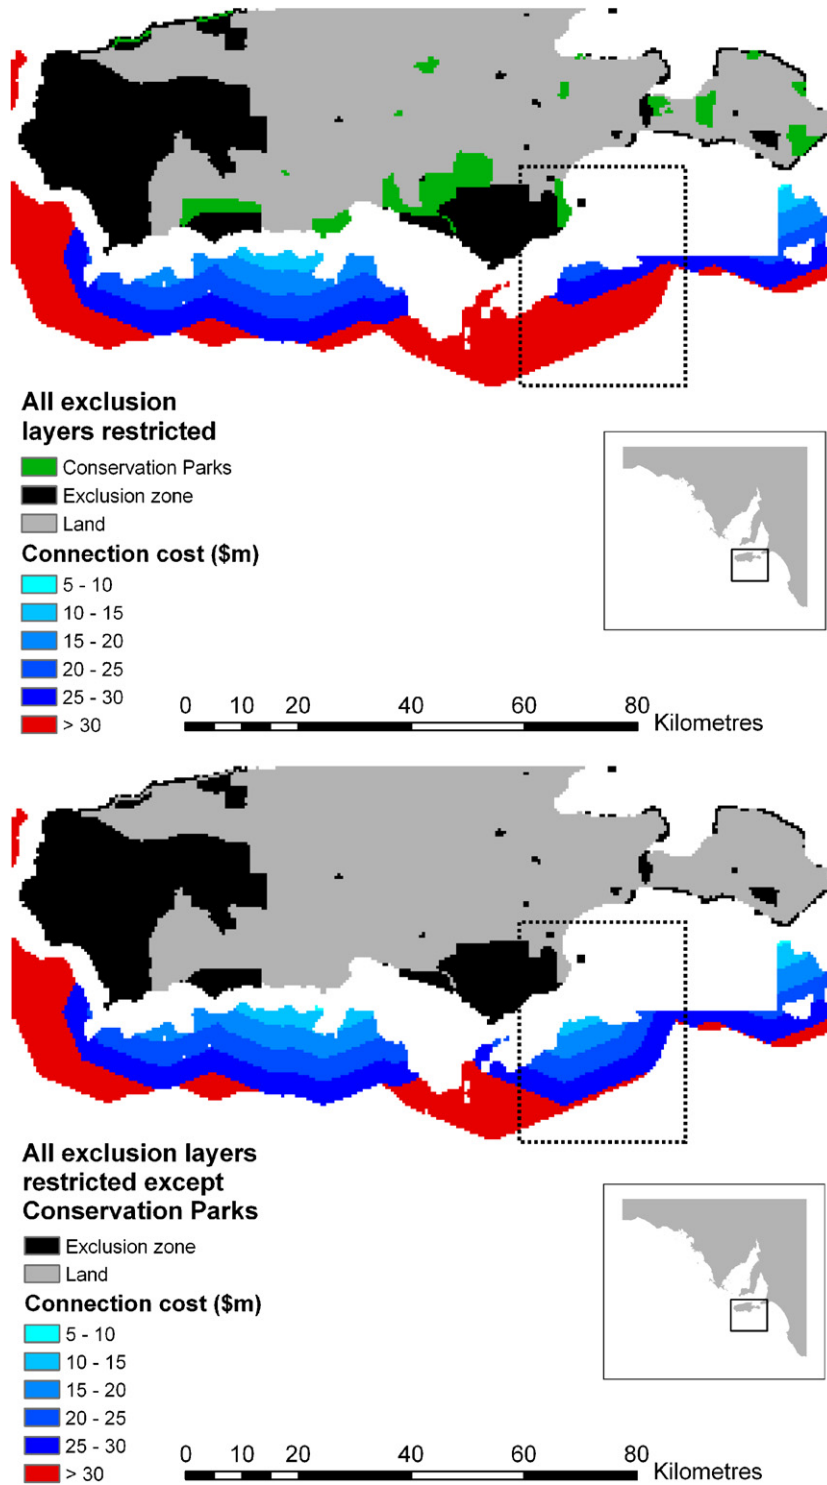 All exclusion
layers restricted
Conservation Parks
Exclusion zone
Land
Connection cost ($m)
5 - 10
10 - 15
15 - 20
20 - 25
25 - 30
> 30
0 10 20 40 60 80
Kilometres
All exclusion layers
restricted except
Conservation Parks
Exclusion zone
Land
Connection cost ($m)
5 - 10
10 - 15
15 - 20
20 - 25
25 - 30
> 30
0 10 20 40 60 80
Kilometres